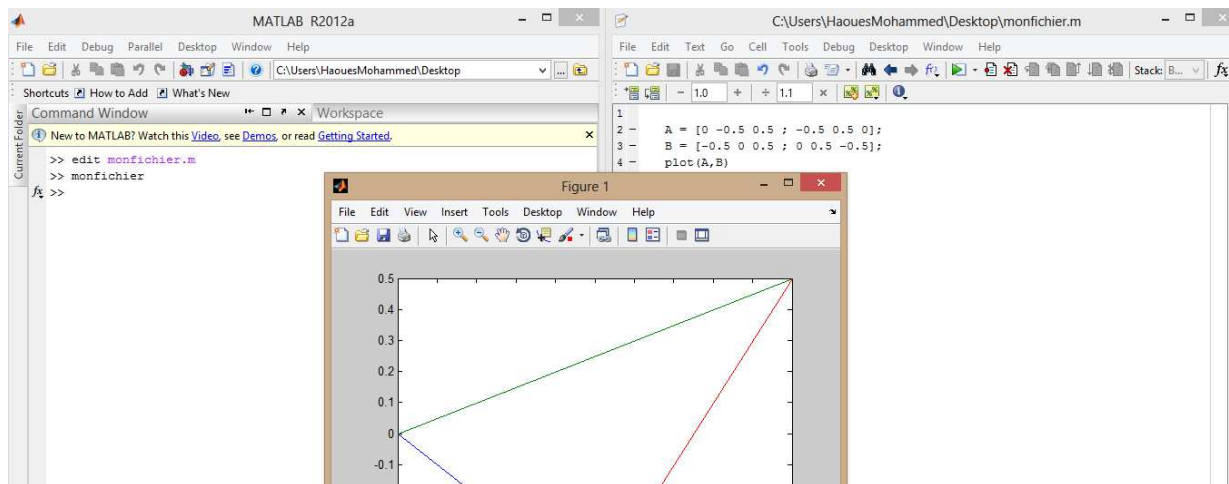 MATLAB R2012a
File Edit Debug Parallel Desktop Window Help
C:\Users\HaouesMohammed\Desktop
Shortcuts How to Add What's New
Current Folder
Command Window
Workspace
New to MATLAB? Watch this Video, see Demos, or read Getting Started.
>> edit monfichier.m
>> monfichier
fx >>
C:\Users\HaouesMohammed\Desktop\monfichier.m
File Edit Text Go Cell Tools Debug Desktop Window Help
Stack: B... fx
- 1.0 + ÷ 1.1 ×
1
2 - A = [0 -0.5 0.5 ; -0.5 0.5 0];
3 - B = [-0.5 0 0.5 ; 0 0.5 -0.5];
4 - plot(A,B)
Figure 1
File Edit View Insert Tools Desktop Window Help
0.5
0.4
0.3
0.2
0.1
0
-0.1